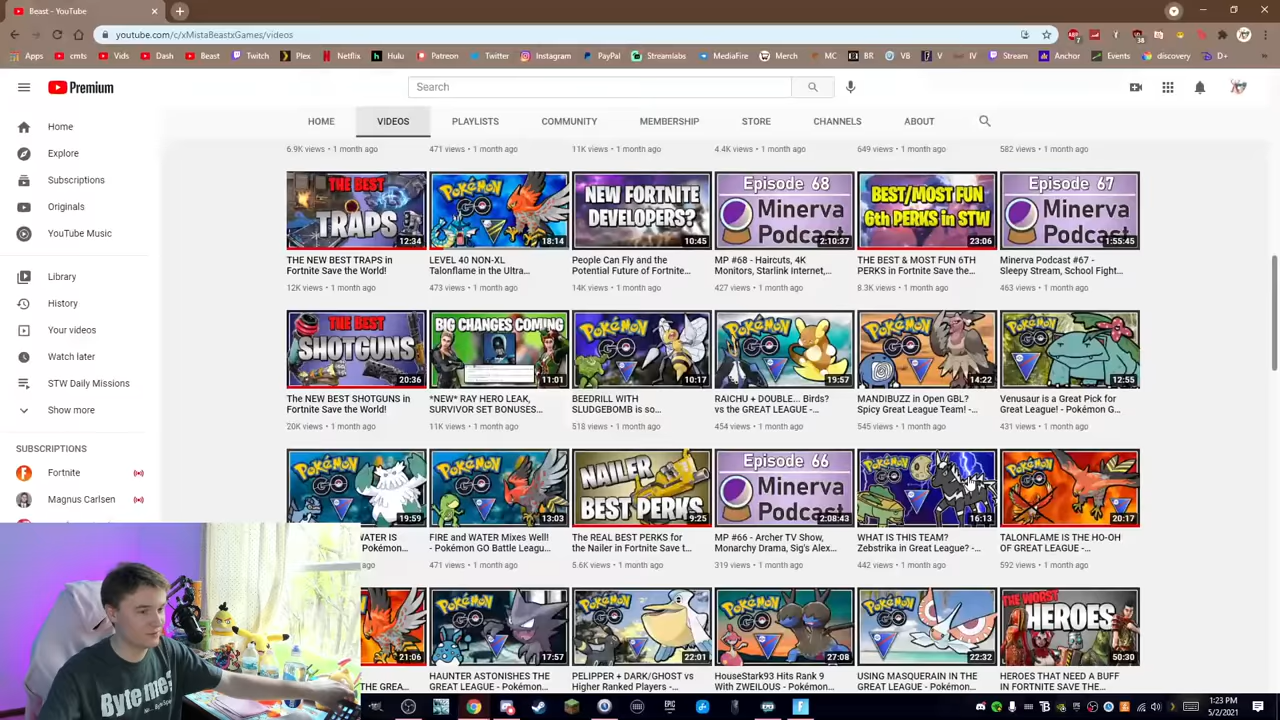 Beast - YouTube
youtube.com/c/xMistaBeastxGames/videos
Apps cmts Vids Dash Beast Twitch Plex Netflix Hulu Patreon Twitter Instagram PayPal Streamlabs MediaFire Merch MC BR VB V IV Stream Anchor Events discovery D+
Premium
Search
HOME VIDEOS PLAYLISTS COMMUNITY MEMBERSHIP STORE CHANNELS ABOUT
Home
Explore
Subscriptions
Originals
YouTube Music
Library
History
Your videos
Watch later
STW Daily Missions
Show more
SUBSCRIPTIONS
Fortnite
Magnus Carlsen
6.9K views • 1 month ago
471 views • 1 month ago
11K views • 1 month ago
4.4K views • 1 month ago
649 views • 1 month ago
582 views • 1 month ago
THE BEST
TRAPS
12:34
THE NEW BEST TRAPS in
Fortnite Save the World!
12K views • 1 month ago
Pokémon
GO
18:14
LEVEL 40 NON-XL
Talonflame in the Ultra...
473 views • 1 month ago
NEW FORTNITE
DEVELOPERS?
10:45
People Can Fly and the
Potential Future of Fortnite...
14K views • 1 month ago
Episode 68
Minerva
Podcast
2:10:37
MP #68 - Haircuts, 4K
Monitors, Starlink Internet,...
427 views • 1 month ago
BEST/MOST FUN
6th PERKS in STW
23:06
THE BEST & MOST FUN 6TH
PERKS in Fortnite Save the...
8.3K views • 1 month ago
Episode 67
Minerva
Podcast
1:55:45
Minerva Podcast #67 -
Sleepy Stream, School Fight...
463 views • 1 month ago
THE BEST
SHOTGUNS
20:36
The NEW BEST SHOTGUNS in
Fortnite Save the World!
20K views • 1 month ago
BIG CHANGES COMING
11:01
*NEW* RAY HERO LEAK,
SURVIVOR SET BONUSES...
11K views • 1 month ago
Pokémon
GO
10:17
BEEDRILL WITH
SLUDGEBOMB is so...
518 views • 1 month ago
Pokémon
GO
19:57
RAICHU + DOUBLE... Birds?
vs the GREAT LEAGUE -...
454 views • 1 month ago
Pokémon
GO
14:22
MANDIBUZZ in Open GBL?
Spicy Great League Team! -...
545 views • 1 month ago
Pokémon
GO
12:55
Venusaur is a Great Pick for
Great League! - Pokémon G...
431 views • 1 month ago
Pokémon
GO
19:59
WATER IS
Pokémon...
ago
Pokémon
GO
13:03
FIRE and WATER Mixes Well!
- Pokémon GO Battle Leagu...
471 views • 1 month ago
NAILER
BEST PERKS
9:25
The REAL BEST PERKS for
the Nailer in Fortnite Save t...
5.6K views • 1 month ago
Episode 66
Minerva
Podcast
2:08:43
MP #66 - Archer TV Show,
Monarchy Drama, Sig's Alex...
319 views • 1 month ago
Pokémon
GO
16:13
WHAT IS THIS TEAM?
Zebstrika in Great League? -...
442 views • 1 month ago
Pokémon
GO
20:17
TALONFLAME IS THE HO-OH
OF GREAT LEAGUE -...
592 views • 1 month ago
21:06
THE GREA...
Pokémon
GO
17:57
HAUNTER ASTONISHES THE
GREAT LEAGUE - Pokémon...
Pokémon
GO
22:01
PELIPPER + DARK/GHOST vs
Higher Ranked Players -...
Pokémon
GO
27:08
HouseStark93 Hits Rank 9
With ZWEILOUS - Pokémon...
Pokémon
GO
22:32
USING MASQUERAIN IN THE
GREAT LEAGUE - Pokémon...
THE WORST
HEROES
50:30
HEROES THAT NEED A BUFF
IN FORTNITE SAVE THE...
Byte me
1:23 PM
5/2/2021